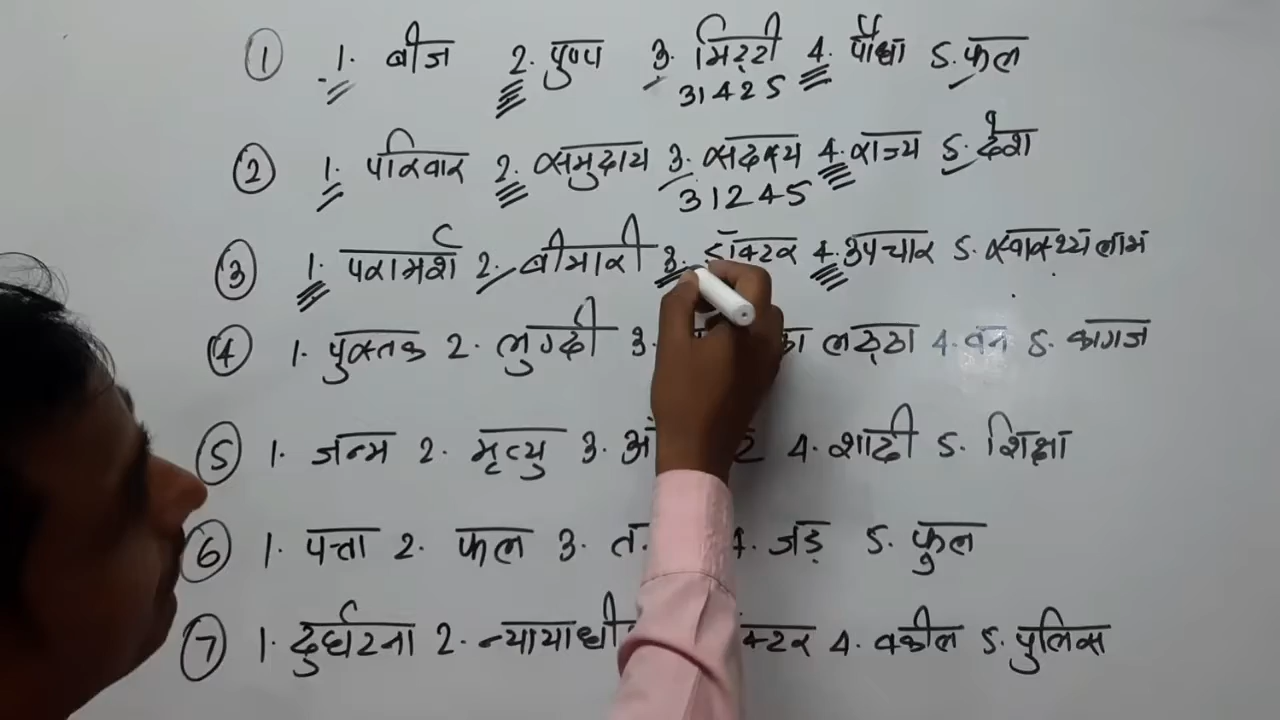 ① 1. बीज 2. पुष्प 3. मिट्टी 4. पौधा 5. फल
31425
② 1. परिवार 2. समुदाय 3. सदस्य 4. राज्य 5. देश
31245
③ 1. परामर्श 2. बीमारी 3. डॉक्टर 4. उपचार 5. स्वास्थ्य लाभ
④ 1. पुस्तक 2. लुगदी 3. लट्ठा 4. वन 5. कागज
⑤ 1. जन्म 2. मृत्यु 3. 4. शादी 5. शिक्षा
⑥ 1. पत्ता 2. फल 3. 4. जड़ 5. फुल
⑦ 1. दुर्घटना 2. 4. वकील 5. पुलिस